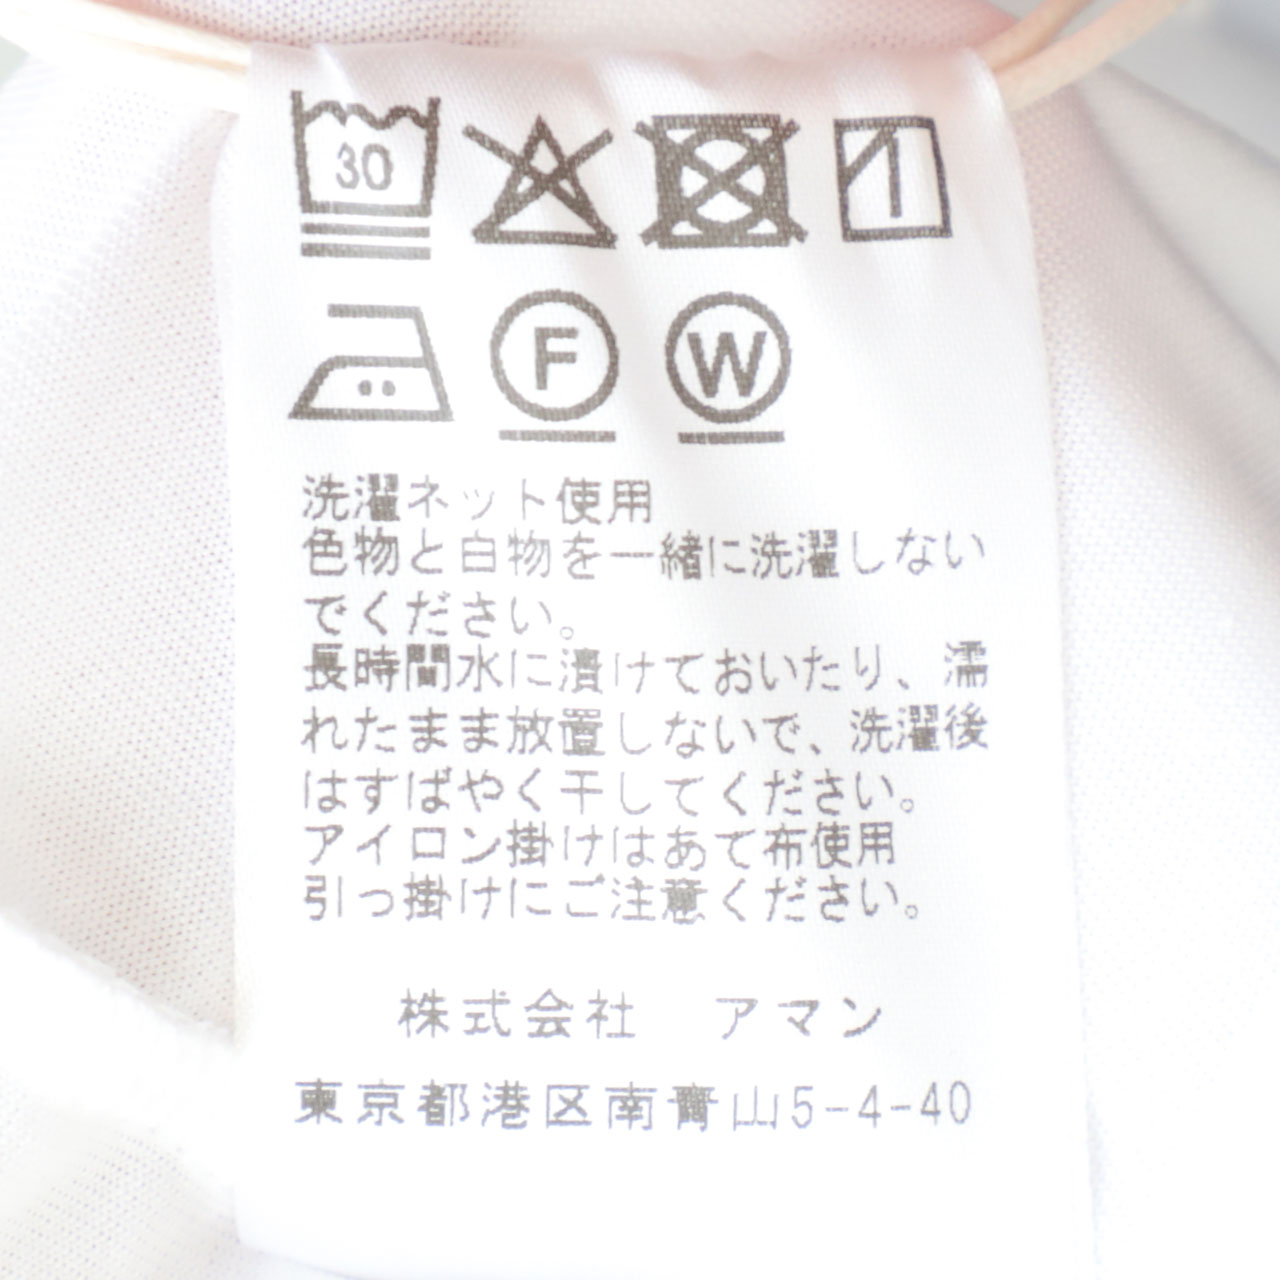 30
F
W
洗濯ネット使用
色物と白物を一緒に洗濯しない
でください。
長時間水に漬けておいたり、濡
れたまま放置しないで、洗濯後
はすばやく干してください。
アイロン掛けはあて布使用
引っ掛けにご注意ください。
株式会社 アマン
東京都港区南青山5-4-40